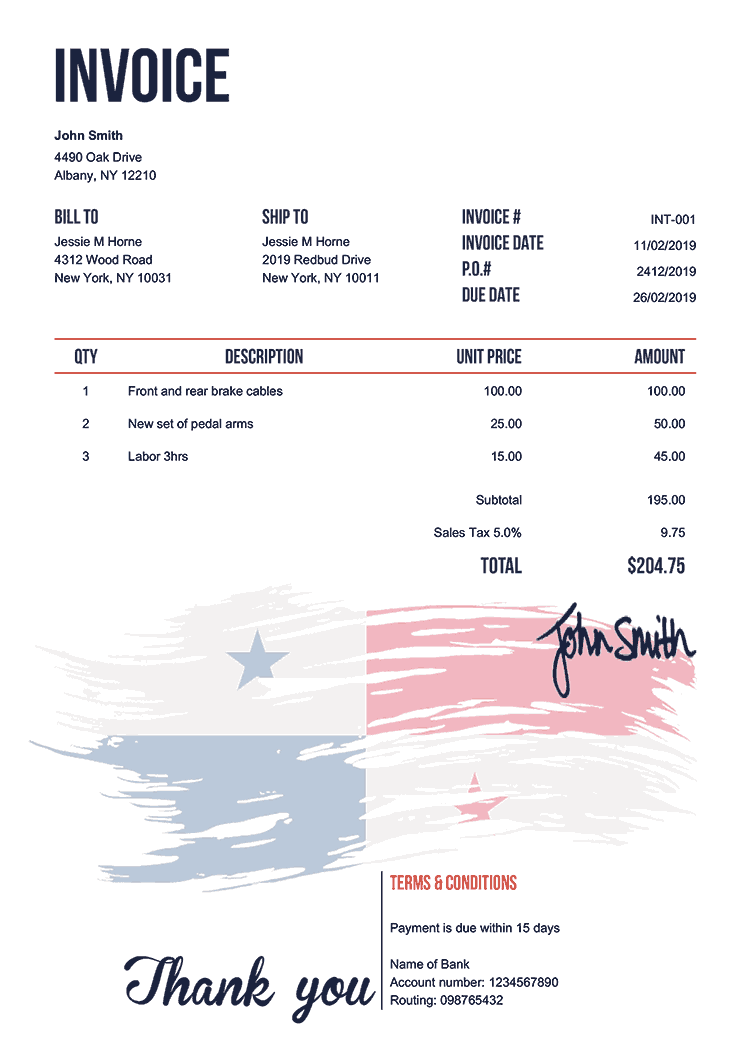 INVOICE
John Smith
4490 Oak Drive
Albany, NY 12210
BILL TO
Jessie M Horne
4312 Wood Road
New York, NY 10031
SHIP TO
Jessie M Horne
2019 Redbud Drive
New York, NY 10011
INVOICE # INT-001
INVOICE DATE 11/02/2019
P.O.# 2412/2019
DUE DATE 26/02/2019
QTY DESCRIPTION UNIT PRICE AMOUNT
1 Front and rear brake cables 100.00 100.00
2 New set of pedal arms 25.00 50.00
3 Labor 3hrs 15.00 45.00
Subtotal 195.00
Sales Tax 5.0% 9.75
TOTAL $204.75
John Smith
TERMS & CONDITIONS
Payment is due within 15 days
Name of Bank
Account number: 1234567890
Routing: 098765432
Thank you